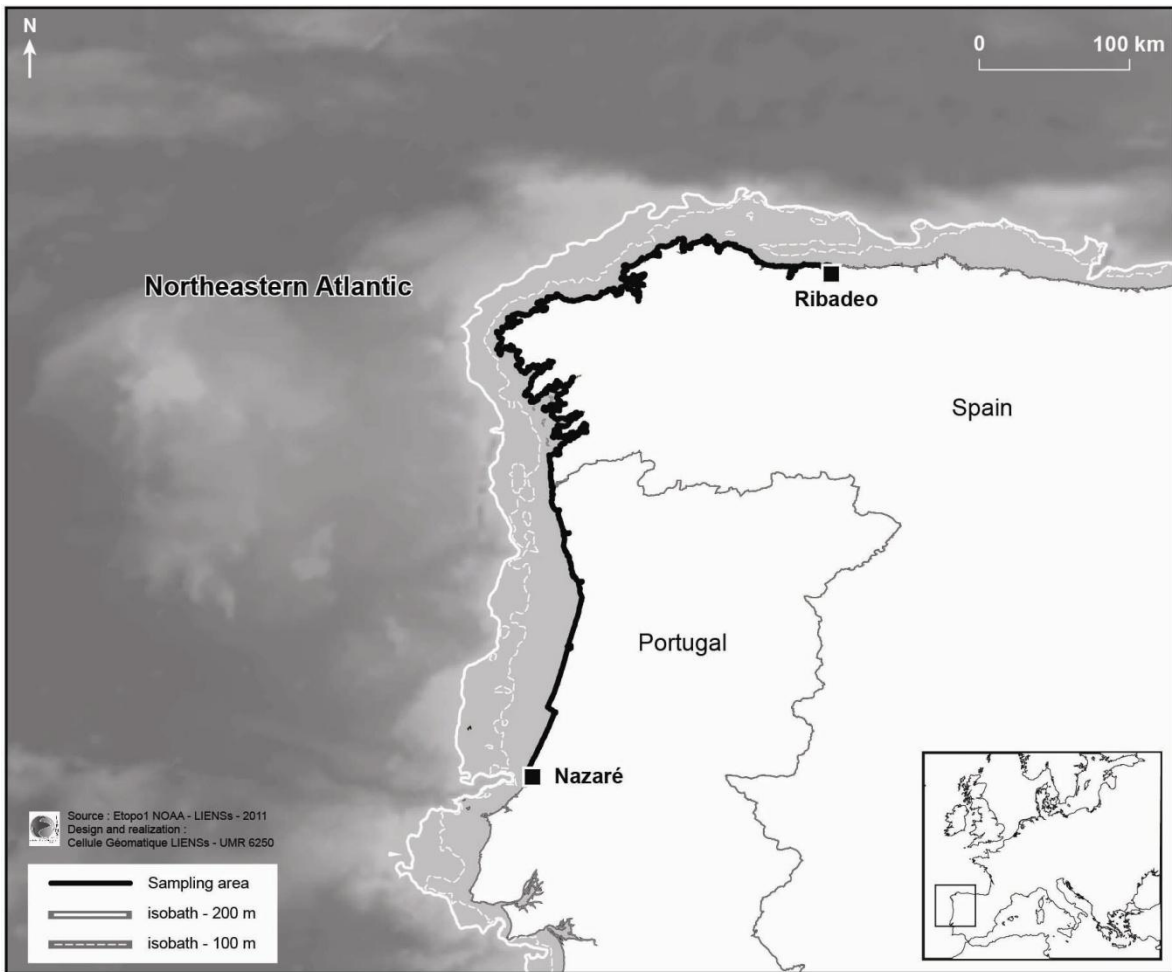 N
0 100 km
Northeastern Atlantic
Ribadeo
Spain
Portugal
Nazaré
Source : Etopo1 NOAA - LIENSs - 2011
Design and realization :
Cellule Géomatique LIENSs - UMR 6250
Sampling area
isobath - 200 m
isobath - 100 m